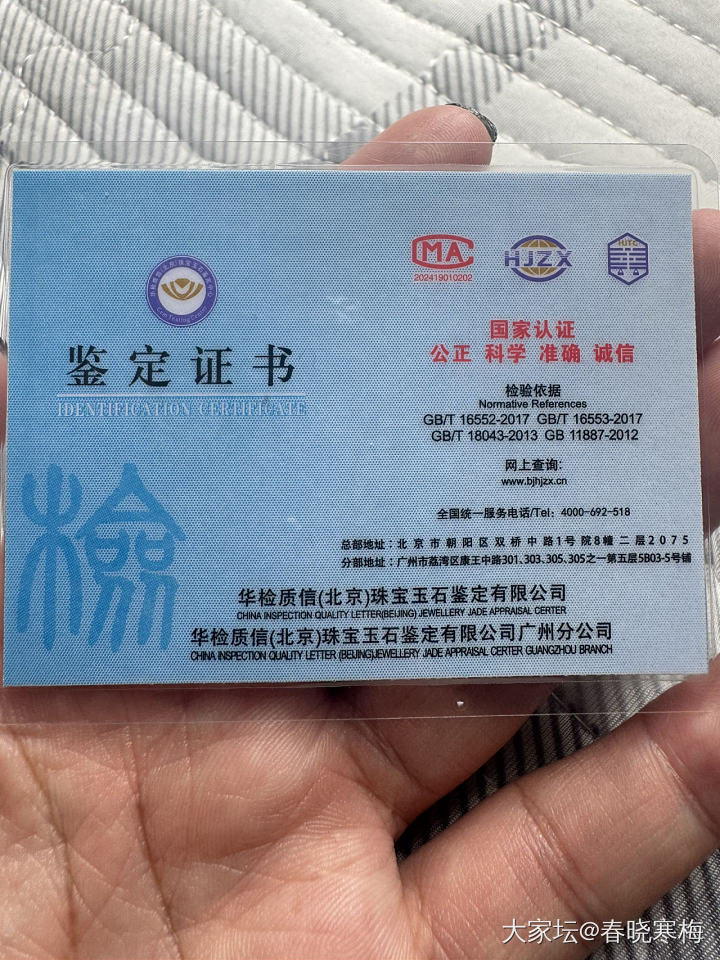 CMA
202419010202
HJZX
HJTC
国家认证
公正 科学 准确 诚信
鉴定证书
IDENTIFICATION CERTIFICATE
检验依据
Normative References
GB/T 16552-2017 GB/T 16553-2017
GB/T 18043-2013 GB 11887-2012
网上查询:
www.bjhjzx.cn
全国统一服务电话/Tel: 4000-692-518
总部地址:北京市朝阳区双桥中路1号院8幢二层2075
分部地址:广州市荔湾区康王中路301、303、305、305之一第五层5B03-5号铺
检
华检质信(北京)珠宝玉石鉴定有限公司
CHINA INSPECTION QUALITY LETTER(BEIJING) JEWELLERY JADE APPRAISAL CERTER
华检质信(北京)珠宝玉石鉴定有限公司广州分公司
CHINA INSPECTION QUALITY LETTER (BEIJING)JEWELLERY JADE APPRAISAL CERTER GUANGZHOU BRANCH
大家坛@春晓寒梅